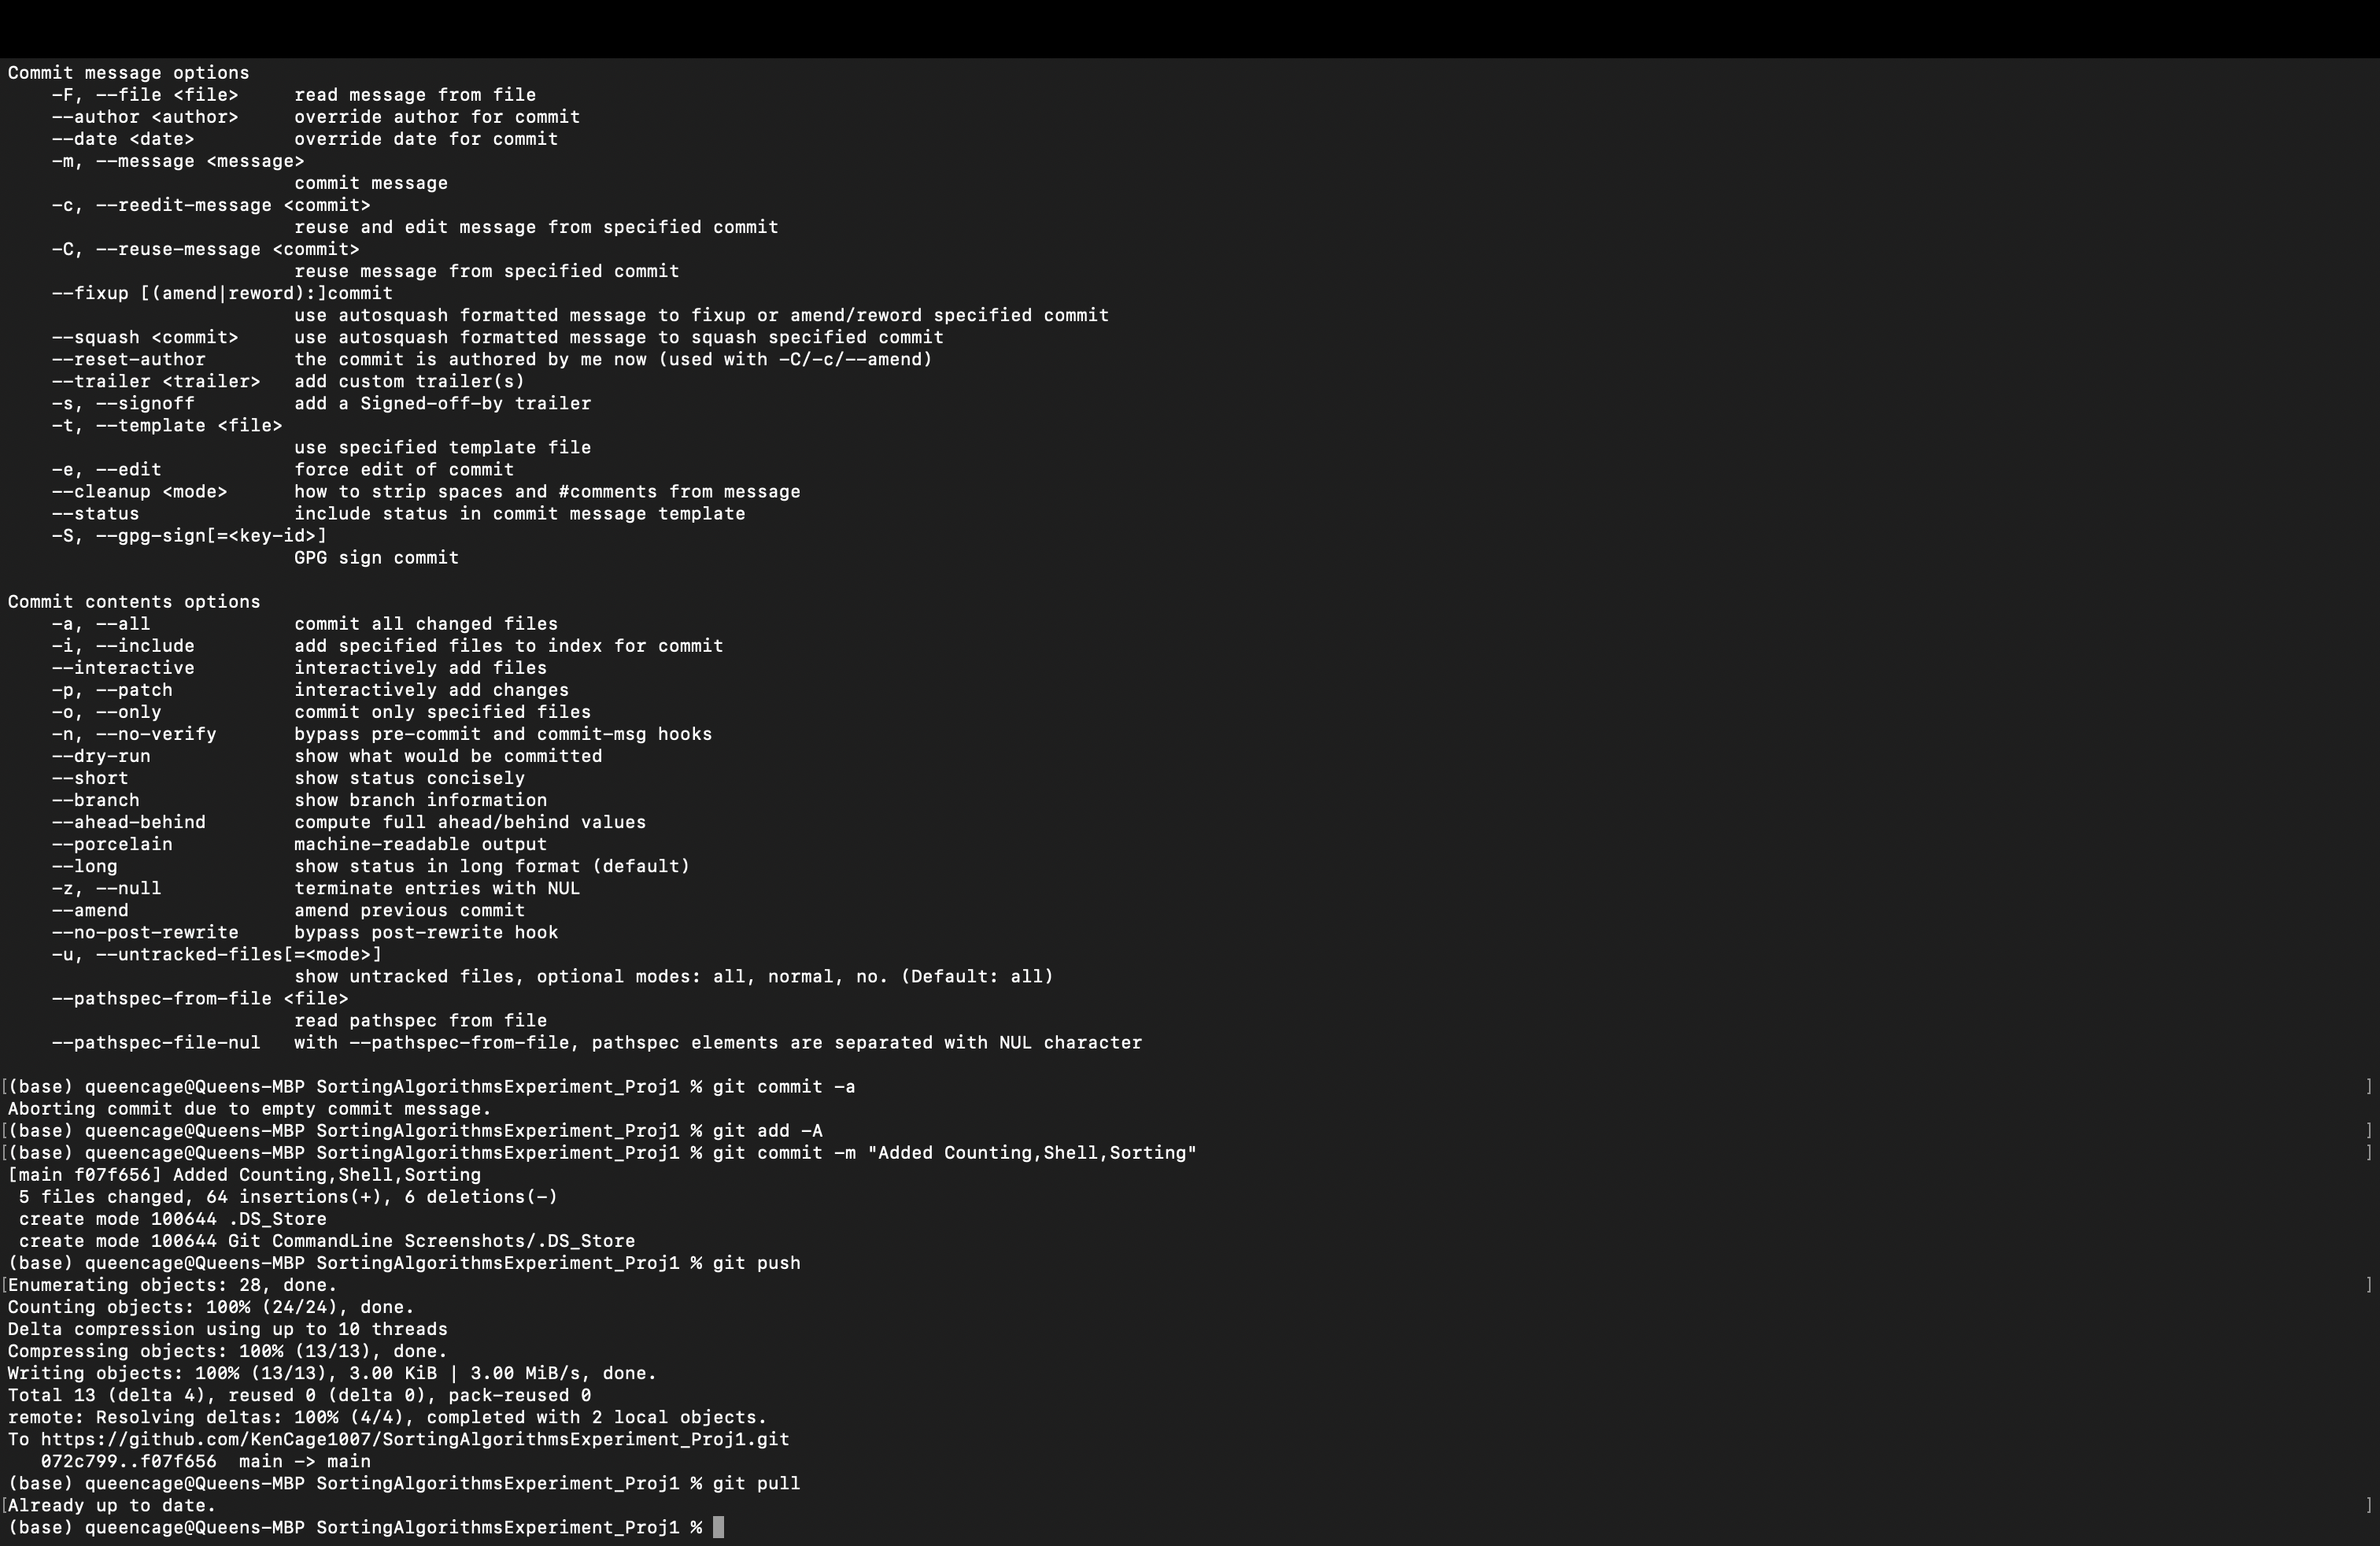 Commit message options
    -F, --file <file>     read message from file
    --author <author>     override author for commit
    --date <date>         override date for commit
    -m, --message <message>
                          commit message
    -c, --reedit-message <commit>
                          reuse and edit message from specified commit
    -C, --reuse-message <commit>
                          reuse message from specified commit
    --fixup [(amend|reword):]commit
                          use autosquash formatted message to fixup or amend/reword specified commit
    --squash <commit>     use autosquash formatted message to squash specified commit
    --reset-author        the commit is authored by me now (used with -C/-c/--amend)
    --trailer <trailer>   add custom trailer(s)
    -s, --signoff         add a Signed-off-by trailer
    -t, --template <file>
                          use specified template file
    -e, --edit            force edit of commit
    --cleanup <mode>      how to strip spaces and #comments from message
    --status              include status in commit message template
    -S, --gpg-sign[=<key-id>]
                          GPG sign commit

Commit contents options
    -a, --all             commit all changed files
    -i, --include         add specified files to index for commit
    --interactive         interactively add files
    -p, --patch           interactively add changes
    -o, --only            commit only specified files
    -n, --no-verify       bypass pre-commit and commit-msg hooks
    --dry-run             show what would be committed
    --short               show status concisely
    --branch              show branch information
    --ahead-behind        compute full ahead/behind values
    --porcelain           machine-readable output
    --long                show status in long format (default)
    -z, --null            terminate entries with NUL
    --amend               amend previous commit
    --no-post-rewrite     bypass post-rewrite hook
    -u, --untracked-files[=<mode>]
                          show untracked files, optional modes: all, normal, no. (Default: all)
    --pathspec-from-file <file>
                          read pathspec from file
    --pathspec-file-nul   with --pathspec-from-file, pathspec elements are separated with NUL character

[(base) queencage@Queens-MBP SortingAlgorithmsExperiment_Proj1 % git commit -a ]
Aborting commit due to empty commit message.
[(base) queencage@Queens-MBP SortingAlgorithmsExperiment_Proj1 % git add -A ]
[(base) queencage@Queens-MBP SortingAlgorithmsExperiment_Proj1 % git commit -m "Added Counting,Shell,Sorting" ]
[main f07f656] Added Counting,Shell,Sorting
 5 files changed, 64 insertions(+), 6 deletions(-)
 create mode 100644 .DS_Store
 create mode 100644 Git CommandLine Screenshots/.DS_Store
(base) queencage@Queens-MBP SortingAlgorithmsExperiment_Proj1 % git push
[Enumerating objects: 28, done. ]
Counting objects: 100% (24/24), done.
Delta compression using up to 10 threads
Compressing objects: 100% (13/13), done.
Writing objects: 100% (13/13), 3.00 KiB | 3.00 MiB/s, done.
Total 13 (delta 4), reused 0 (delta 0), pack-reused 0
remote: Resolving deltas: 100% (4/4), completed with 2 local objects.
To https://github.com/KenCage1007/SortingAlgorithmsExperiment_Proj1.git
   072c799..f07f656  main -> main
(base) queencage@Queens-MBP SortingAlgorithmsExperiment_Proj1 % git pull
[Already up to date. ]
(base) queencage@Queens-MBP SortingAlgorithmsExperiment_Proj1 %